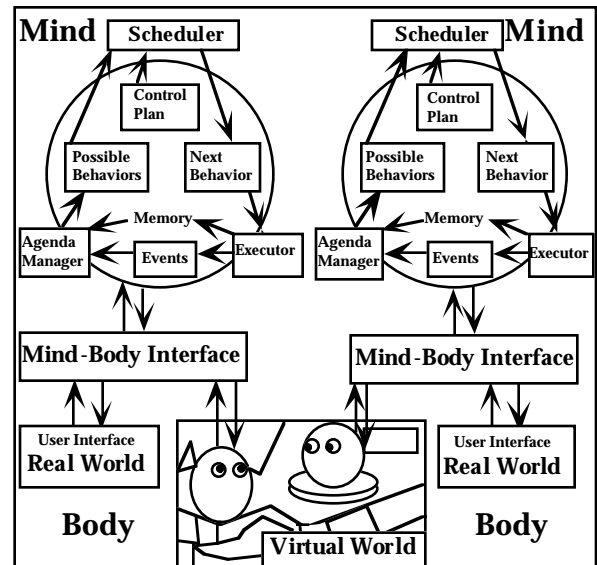 Mind
Scheduler
Control
Plan
Possible
Behaviors
Next
Behavior
Memory
Agenda
Manager
Events
Executor
Mind-Body Interface
User Interface
Real World
Body
Scheduler
Mind
Control
Plan
Possible
Behaviors
Next
Behavior
Memory
Agenda
Manager
Events
Executor
Mind-Body Interface
User Interface
Real World
Body
Virtual World